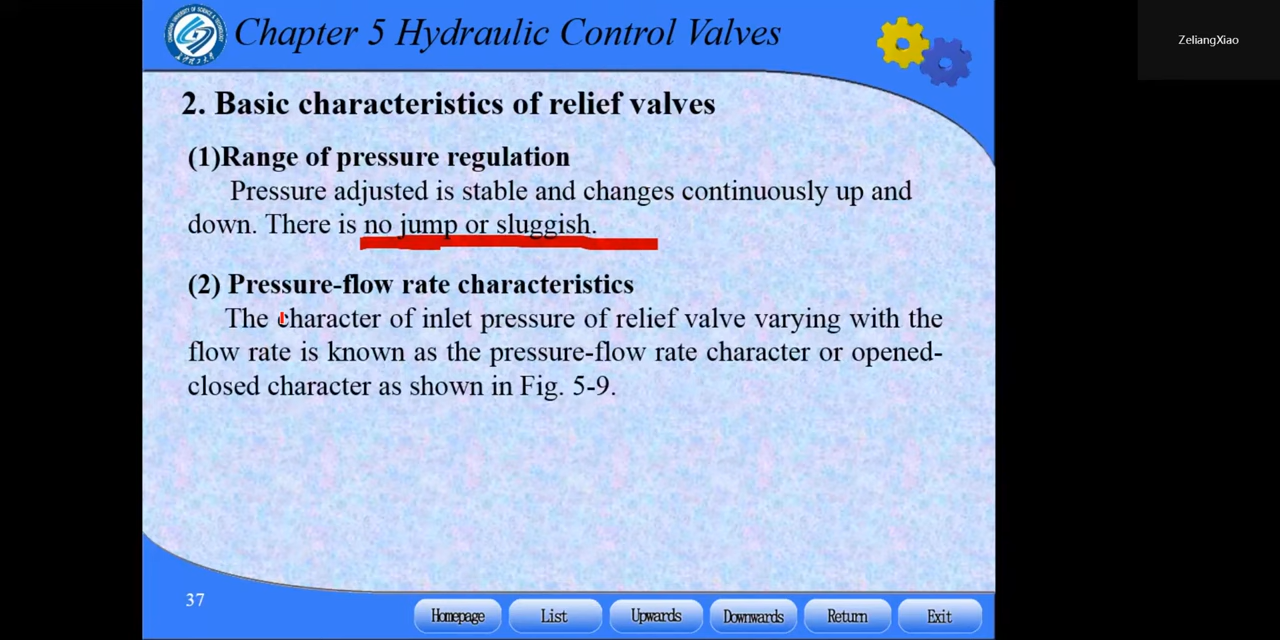 Chapter 5 Hydraulic Control Valves
ZeliangXiao
2. Basic characteristics of relief valves
(1)Range of pressure regulation
Pressure adjusted is stable and changes continuously up and
down. There is no jump or sluggish.
(2) Pressure-flow rate characteristics
The character of inlet pressure of relief valve varying with the
flow rate is known as the pressure-flow rate character or opened-
closed character as shown in Fig. 5-9.
37
Homepage List Upwards Downwards Return Exit